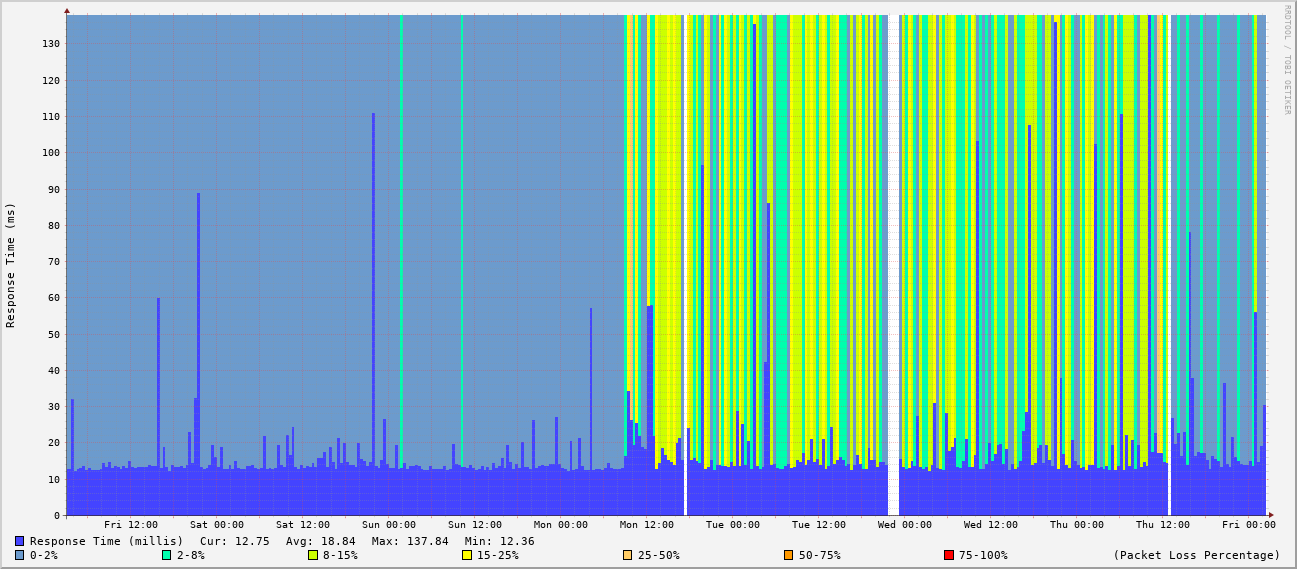 RRDTOOL / TOBI OETIKER
Response Time (ms)
130
120
110
100
90
80
70
60
50
40
30
20
10
0
Fri 12:00 Sat 00:00 Sat 12:00 Sun 00:00 Sun 12:00 Mon 00:00 Mon 12:00 Tue 00:00 Tue 12:00 Wed 00:00 Wed 12:00 Thu 00:00 Thu 12:00 Fri 00:00
Response Time (millis) Cur: 12.75 Avg: 18.84 Max: 137.84 Min: 12.36
0-2% 2-8% 8-15% 15-25% 25-50% 50-75% 75-100% (Packet Loss Percentage)